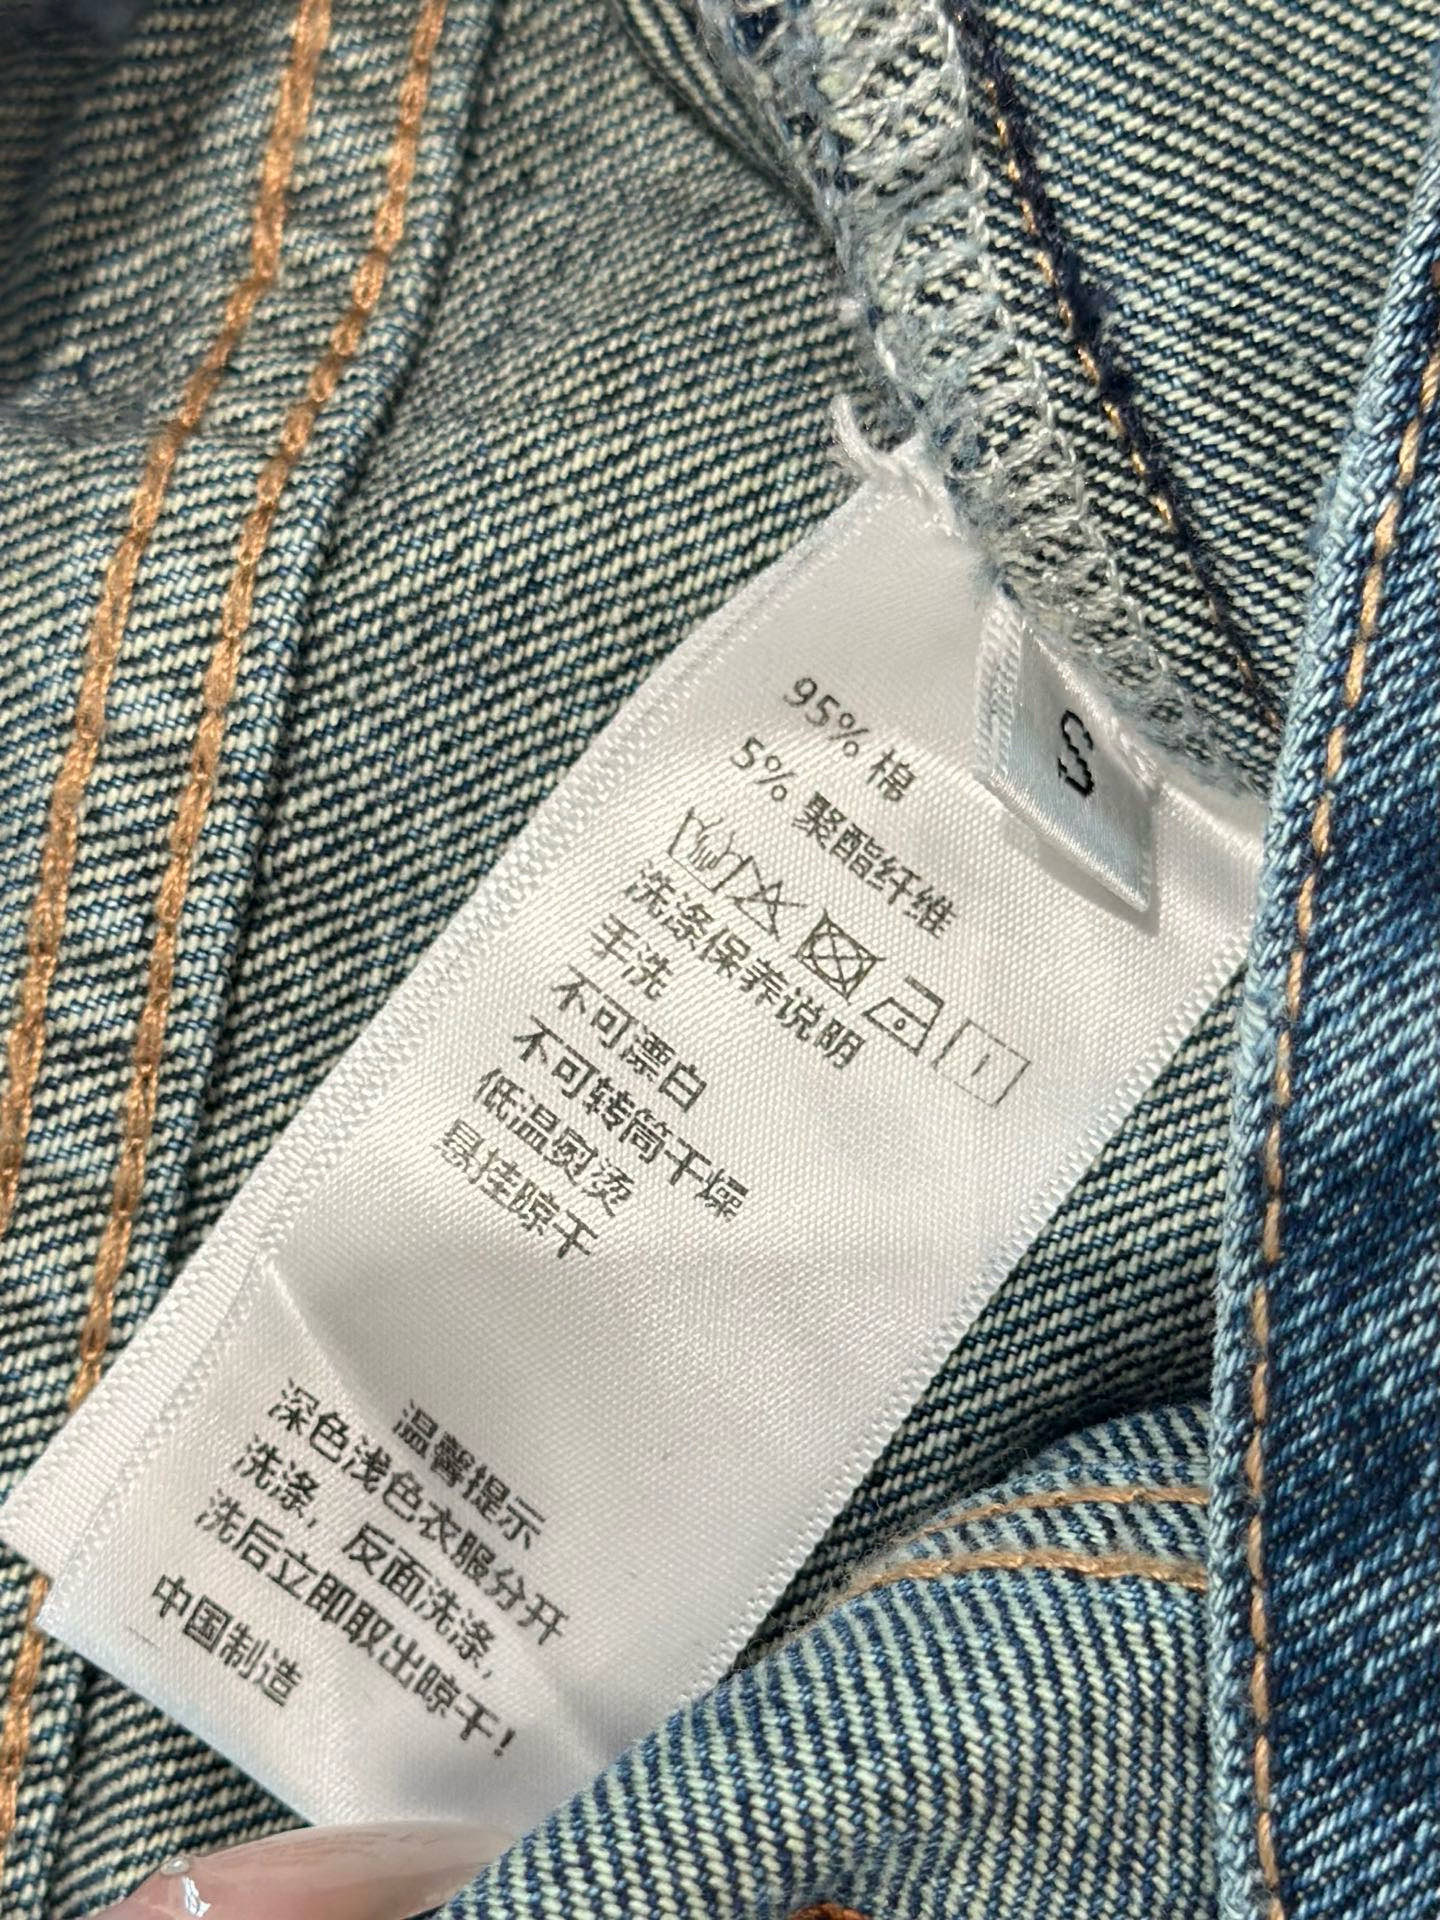 S
95% 棉
5% 聚酯纤维
洗涤保养说明
手洗
不可漂白
不可转筒干燥
低温熨烫
悬挂晾干
温馨提示
深色浅色衣服分开
洗涤，反面洗涤，
洗后立即取出晾干！
中国制造